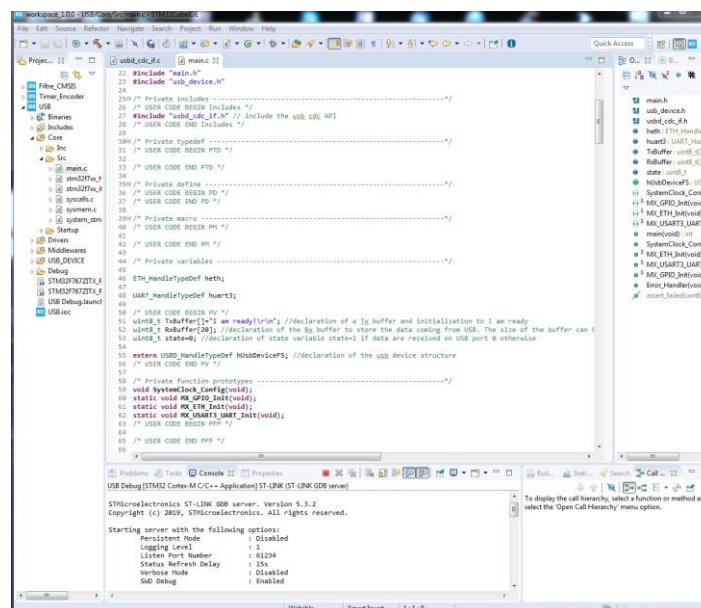 workspace_1.0.0 - USB/Core/Src/main.c - STM32CubeIDE
File Edit Source Refactor Navigate Search Project Run Window Help
Quick Access
Projec...
Filtre_CMSIS
Timer_Encoder
USB
Binaries
Includes
Core
Inc
Src
main.c
stm32f7xx_h
stm32f7xx_it
syscalls.c
sysmem.c
system_stm
Startup
Drivers
Middlewares
USB_DEVICE
Debug
STM32F767ZITX_F
STM32F767ZITX_R
USB Debug.launch
USB.ioc
usbd_cdc_if.c main.c
22 #include "main.h"
23 #include "usb_device.h"
24
25 /* Private includes ----------------------------------------------------------*/
26 /* USER CODE BEGIN Includes */
27 #include "usbd_cdc_if.h" // include the usb cdc API
28 /* USER CODE END Includes */
29
30 /* Private typedef -----------------------------------------------------------*/
31 /* USER CODE BEGIN PTD */
32
33 /* USER CODE END PTD */
34
35 /* Private define ------------------------------------------------------------*/
36 /* USER CODE BEGIN PD */
37 /* USER CODE END PD */
38
39 /* Private macro -------------------------------------------------------------*/
40 /* USER CODE BEGIN PM */
41
42 /* USER CODE END PM */
43
44 /* Private variables ---------------------------------------------------------*/
45
46 ETH_HandleTypeDef heth;
47
48 UART_HandleTypeDef huart3;
49
50 /* USER CODE BEGIN PV */
51 uint8_t TxBuffer[]="I am ready!\r\n"; //declaration of a Tx buffer and initialisation to I am ready
52 uint8_t RxBuffer[20]; //declaration of the Rx buffer to store the data coming from USB. The size of the buffer can b
53 uint8_t state=0; //declaration of state variable state=1 if data are received on USB port 0 otherwise
54
55 extern USBD_HandleTypeDef hUsbDeviceFS; //declaration of the usb device structure
56 /* USER CODE END PV */
57
58 /* Private function prototypes -----------------------------------------------*/
59 void SystemClock_Config(void);
60 static void MX_GPIO_Init(void);
61 static void MX_ETH_Init(void);
62 static void MX_USART3_UART_Init(void);
63 /* USER CODE BEGIN PFP */
64
65 /* USER CODE END PFP */
66
O...
main.h
usb_device.h
usbd_cdc_if.h
heth : ETH_Handle
huart3 : UART_Ha
TxBuffer : uint8_t[]
RxBuffer : uint8_t[]
state : uint8_t
hUsbDeviceFS : US
SystemClock_Con
MX_GPIO_Init(void
MX_ETH_Init(void)
MX_USART3_UAR
main(void) : int
SystemClock_Con
MX_ETH_Init(void)
MX_USART3_UAR
MX_GPIO_Init(void
Error_Handler(voi
assert_failed(uint8
Problems Tasks Console Properties
USB Debug [STM32 Cortex-M C/C++ Application] ST-LINK (ST-LINK GDB server)
STMicroelectronics ST-LINK GDB server. Version 5.3.2
Copyright (c) 2019, STMicroelectronics. All rights reserved.
Starting server with the following options:
Persistent Mode : Disabled
Logging Level : 1
Listen Port Number : 61234
Status Refresh Delay : 15s
Verbose Mode : Disabled
SWD Debug : Enabled
Buil... Stati... Search Call ...
To display the call hierarchy, select a function or method a
select the 'Open Call Hierarchy' menu option.